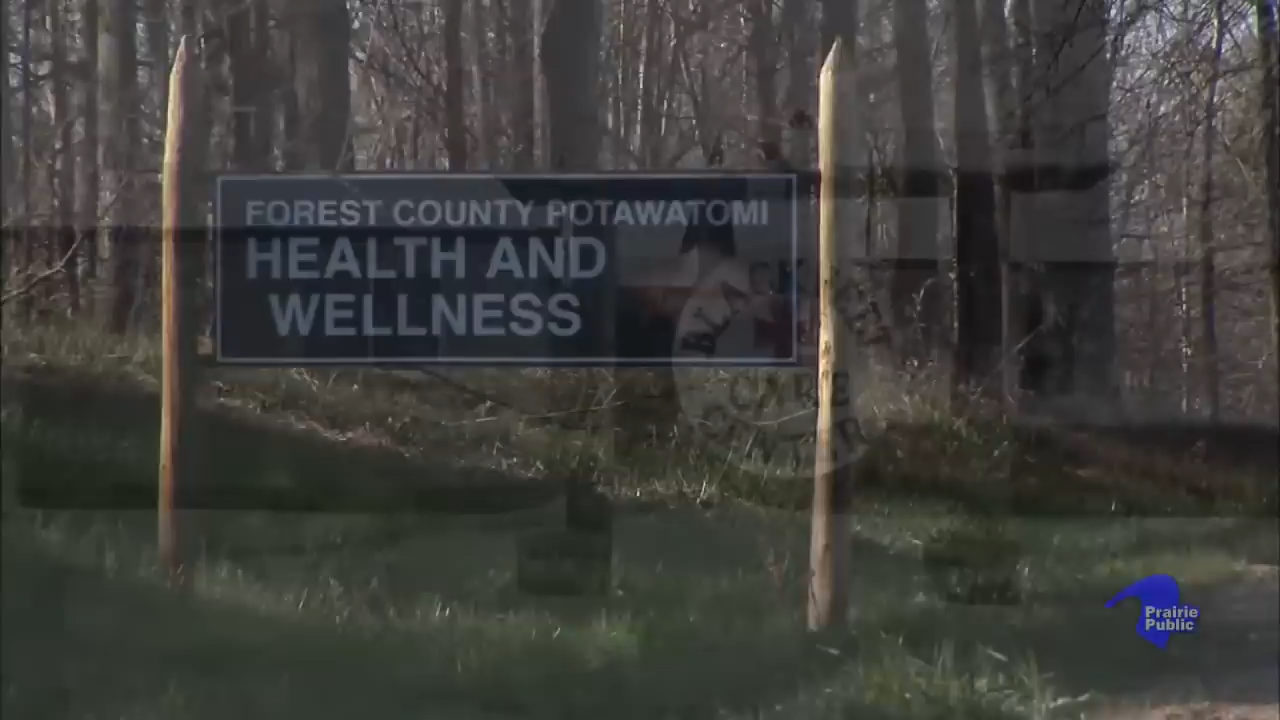 FOREST COUNTY POTAWATOMI
HEALTH AND
WELLNESS
Prairie
Public